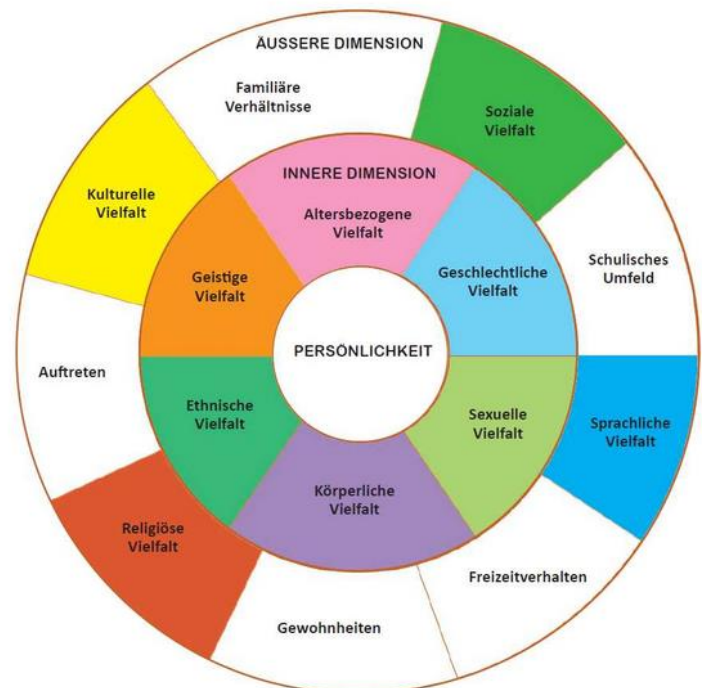 ÄUSSERE DIMENSION
Familiäre
Verhältnisse
Soziale
Vielfalt
Schulisches
Umfeld
Sprachliche
Vielfalt
Freizeitverhalten
Gewohnheiten
Religiöse
Vielfalt
Auftreten
Kulturelle
Vielfalt
INNERE DIMENSION
Altersbezogene
Vielfalt
Geschlechtliche
Vielfalt
Sexuelle
Vielfalt
Körperliche
Vielfalt
Ethnische
Vielfalt
Geistige
Vielfalt
PERSÖNLICHKEIT